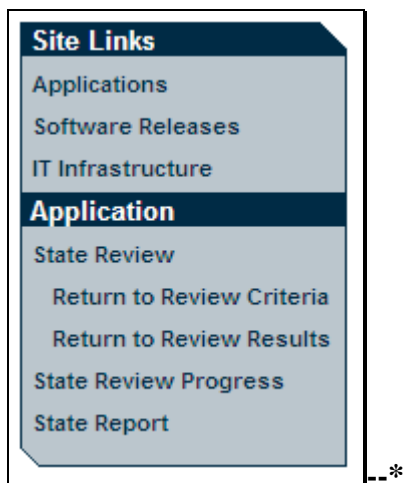 Site Links
Applications
Software Releases
IT Infrastructure
Application
State Review
Return to Review Criteria
Return to Review Results
State Review Progress
State Report
--*